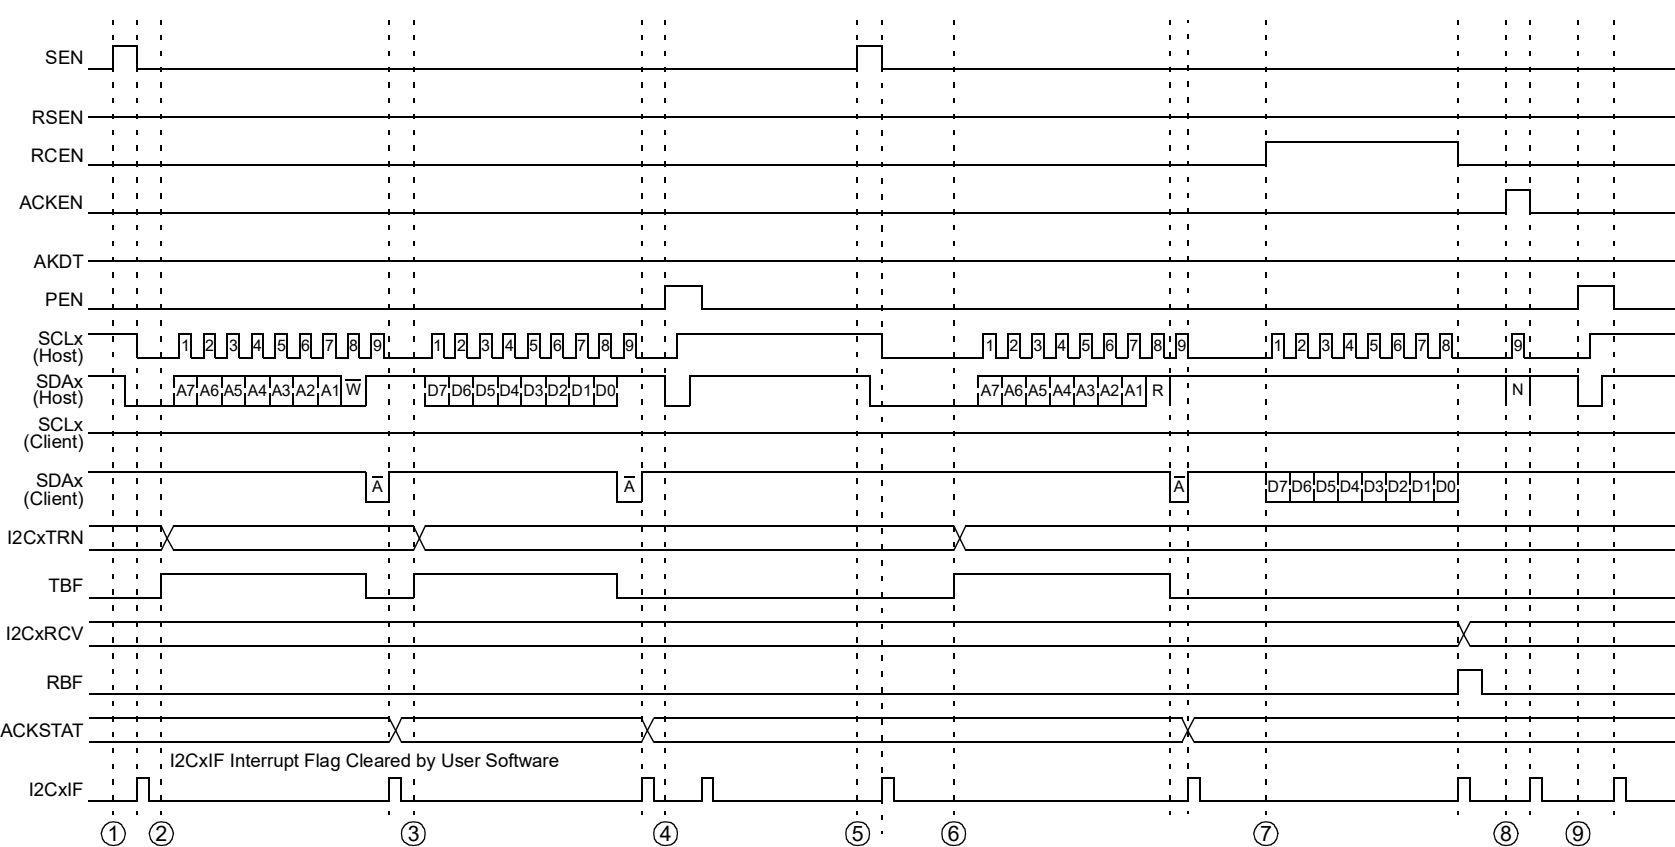 SEN
RSEN
RCEN
ACKEN
AKDT
PEN
SCLx
(Host)
1 2 3 4 5 6 7 8 9 1 2 3 4 5 6 7 8 9 1 2 3 4 5 6 7 8 9 1 2 3 4 5 6 7 8 9
SDAx
(Host)
A7 A6 A5 A4 A3 A2 A1 W̅ D7 D6 D5 D4 D3 D2 D1 D0 A7 A6 A5 A4 A3 A2 A1 R N
SCLx
(Client)
SDAx
(Client)
A̅ A̅ A̅ D7 D6 D5 D4 D3 D2 D1 D0
I2CxTRN
TBF
I2CxRCV
RBF
ACKSTAT
I2CxIF Interrupt Flag Cleared by User Software
I2CxIF
① ② ③ ④ ⑤ ⑥ ⑦ ⑧ ⑨